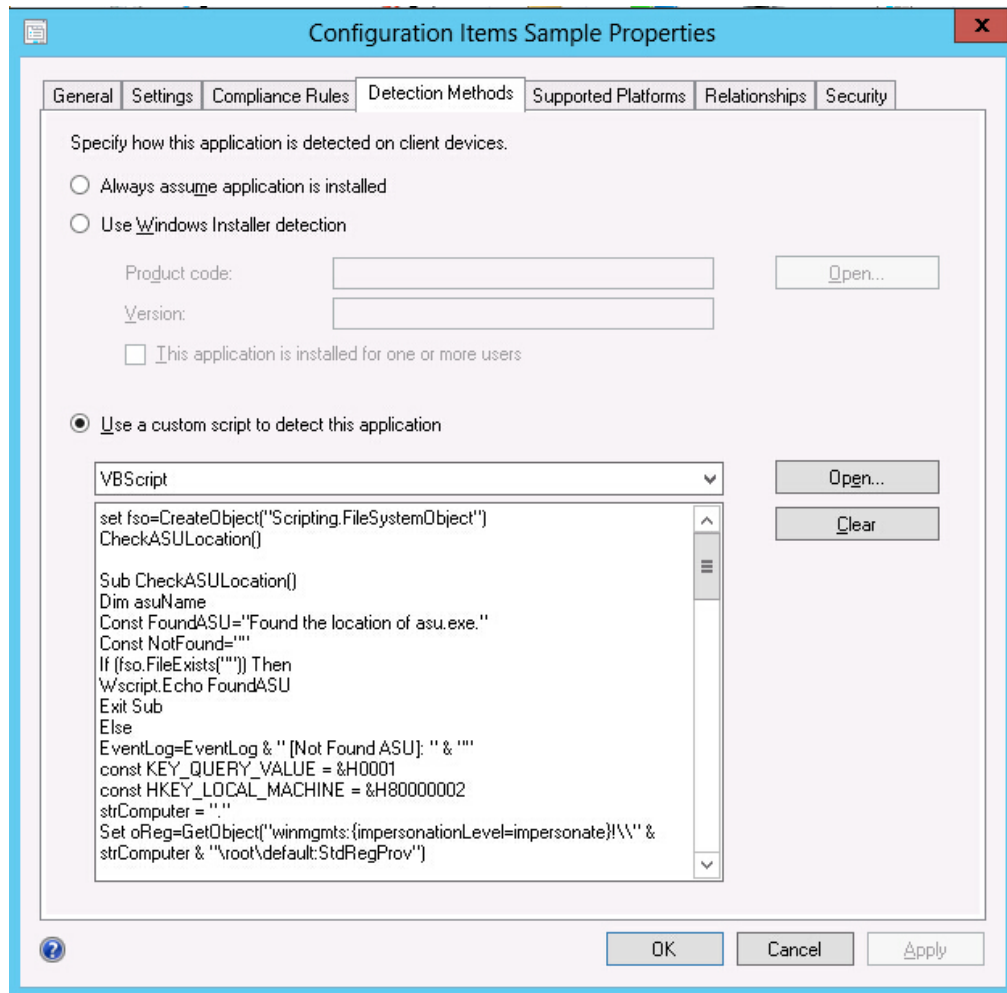 Configuration Items Sample Properties
x
General Settings Compliance Rules Detection Methods Supported Platforms Relationships Security
Specify how this application is detected on client devices.
Always assume application is installed
Use Windows Installer detection
Product code: Open...
Version:
This application is installed for one or more users
Use a custom script to detect this application
VBScript Open...
Clear
set fso=CreateObject("Scripting.FileSystemObject")
CheckASULocation()
Sub CheckASULocation()
Dim asuName
Const FoundASU="Found the location of asu.exe."
Const NotFound=""
If (fso.FileExists("")) Then
Wscript.Echo FoundASU
Exit Sub
Else
EventLog=EventLog & " [Not Found ASU]: " & ""
const KEY_QUERY_VALUE = &H0001
const HKEY_LOCAL_MACHINE = &H80000002
strComputer = "."
Set oReg=GetObject("winmgmts:{impersonationLevel=impersonate}!\\" &
strComputer & "\root\default:StdRegProv")
?
OK Cancel Apply